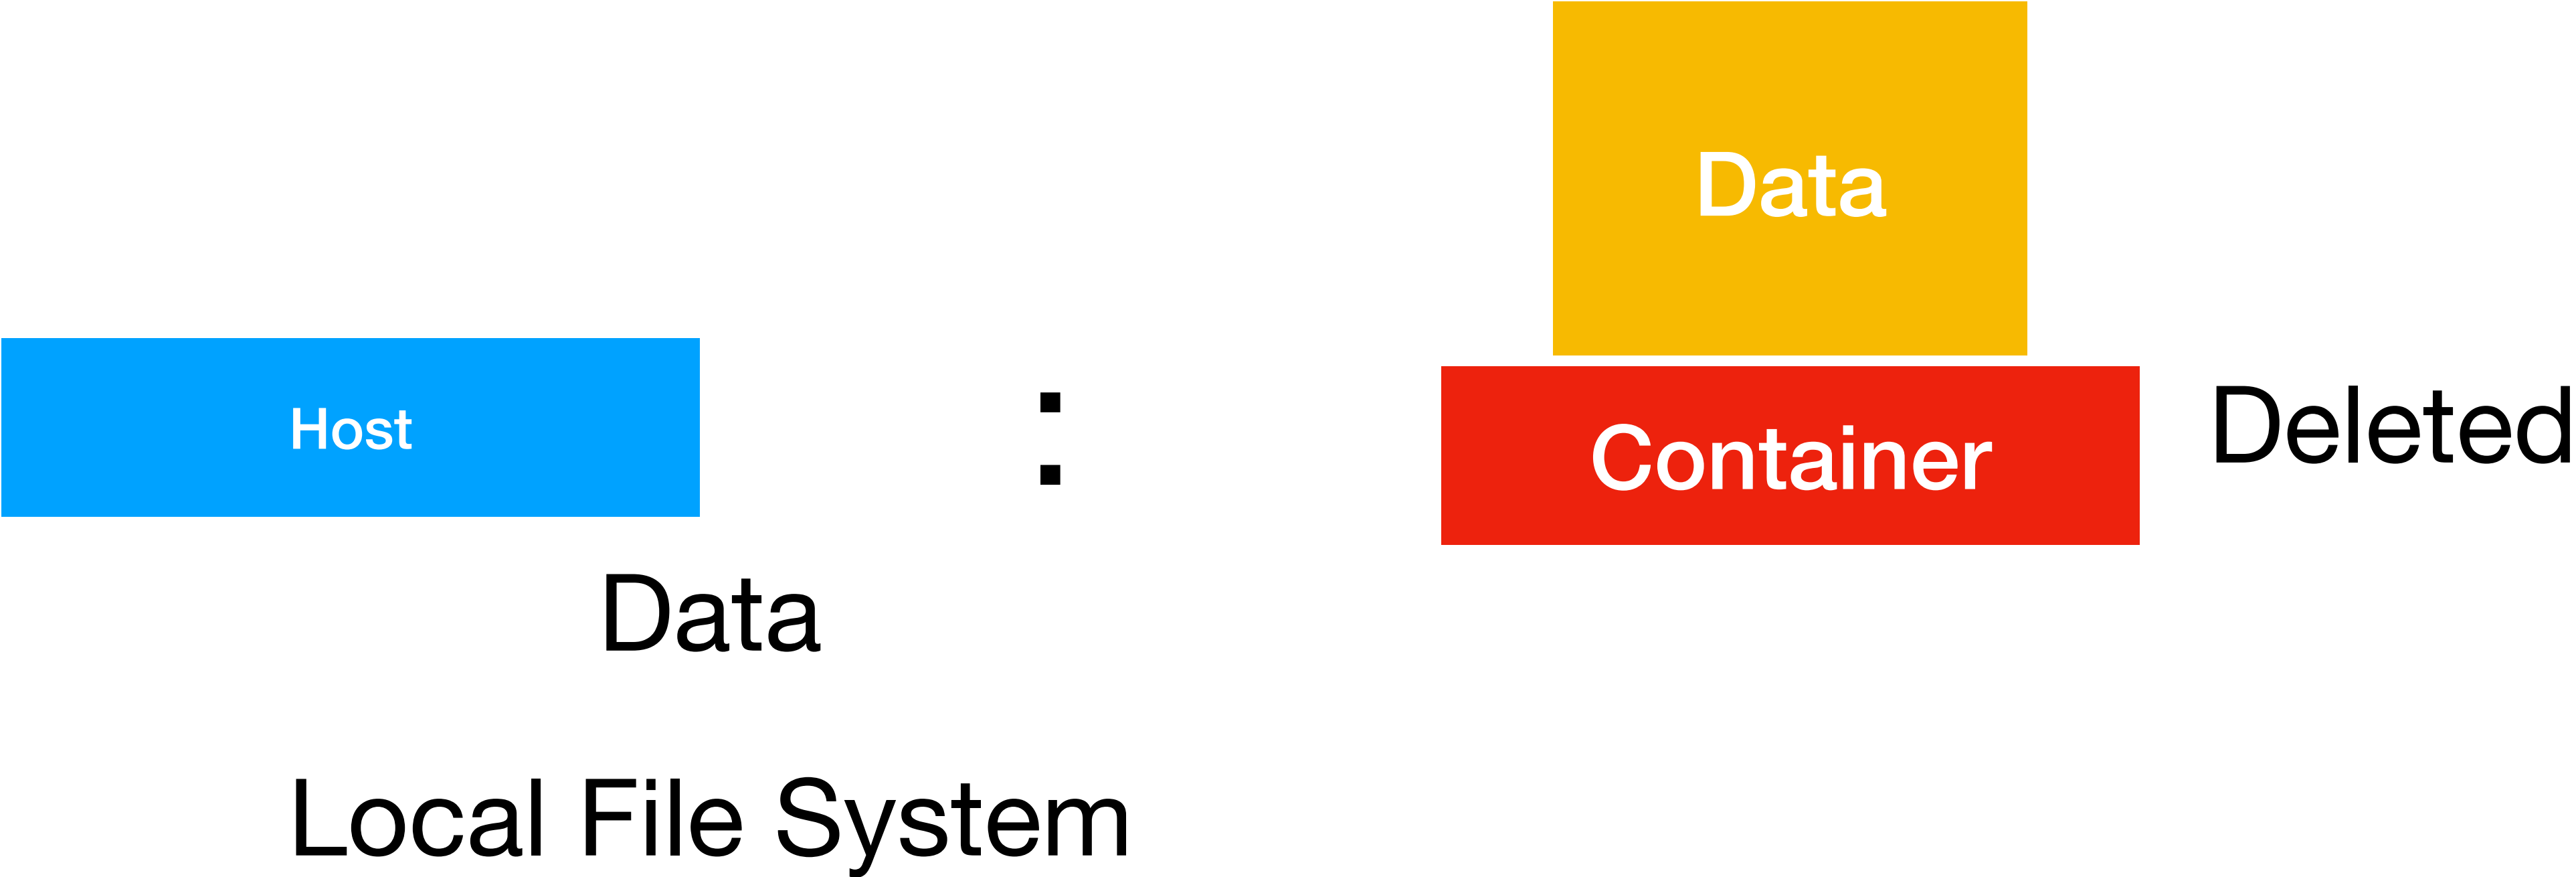 Data
Host
:
Container
Deleted
Data
Local File System